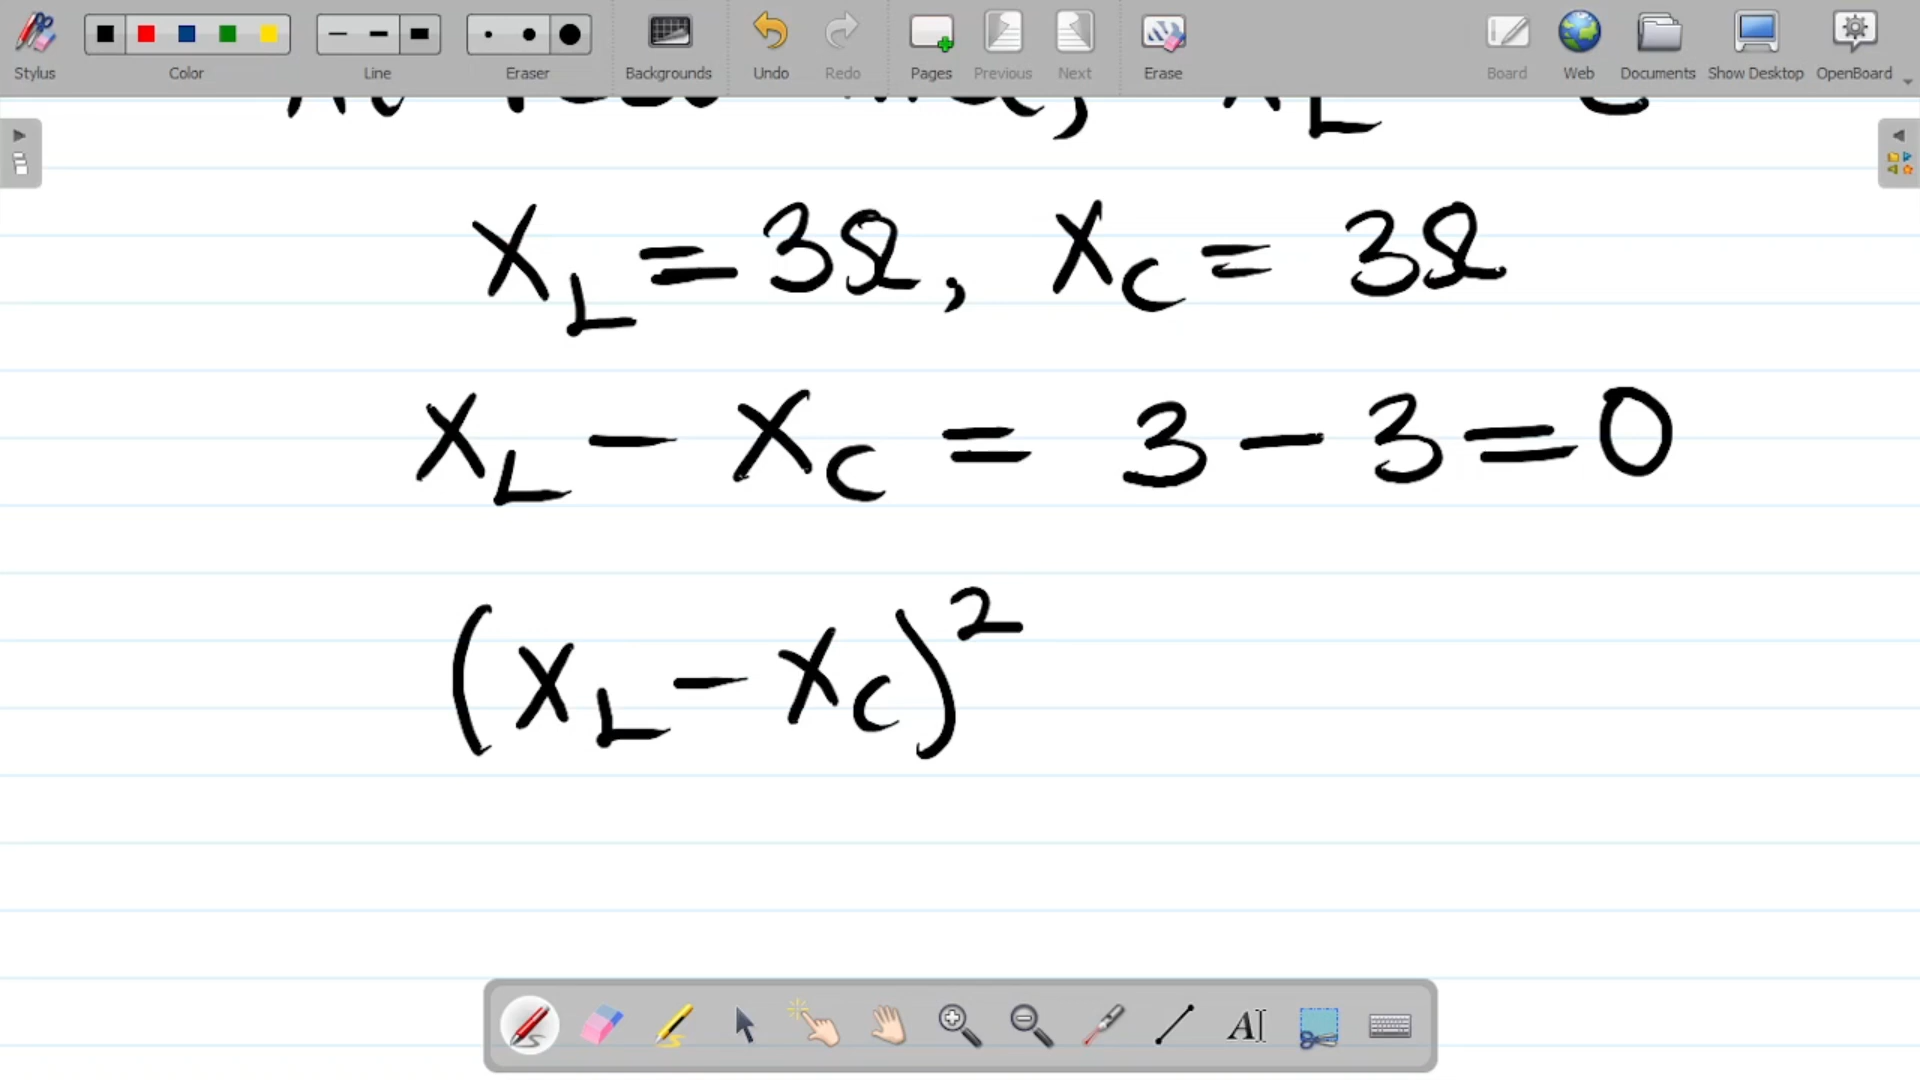 Stylus Color Line Eraser Backgrounds Undo Redo Pages Previous Next Erase Board Web Documents Show Desktop OpenBoard
X_L = 3Ω, X_C = 3Ω
X_L - X_C = 3 - 3 = 0
(X_L - X_C)²